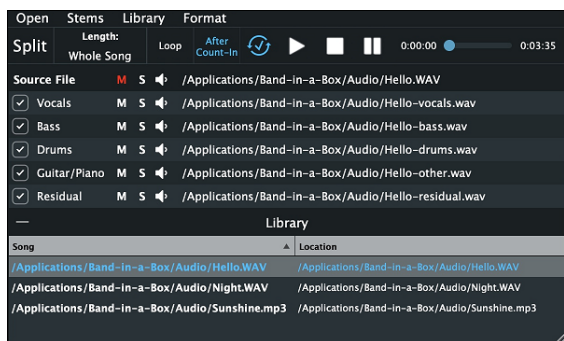 Open Stems Library Format
Split Length: Whole Song Loop After Count-In 0:00:00 0:03:35
Source File M S /Applications/Band-in-a-Box/Audio/Hello.WAV
Vocals M S /Applications/Band-in-a-Box/Audio/Hello-vocals.wav
Bass M S /Applications/Band-in-a-Box/Audio/Hello-bass.wav
Drums M S /Applications/Band-in-a-Box/Audio/Hello-drums.wav
Guitar/Piano M S /Applications/Band-in-a-Box/Audio/Hello-other.wav
Residual M S /Applications/Band-in-a-Box/Audio/Hello-residual.wav
Library
Song Location
/Applications/Band-in-a-Box/Audio/Hello.WAV /Applications/Band-in-a-Box/Audio/Hello.WAV
/Applications/Band-in-a-Box/Audio/Night.WAV /Applications/Band-in-a-Box/Audio/Night.WAV
/Applications/Band-in-a-Box/Audio/Sunshine.mp3 /Applications/Band-in-a-Box/Audio/Sunshine.mp3